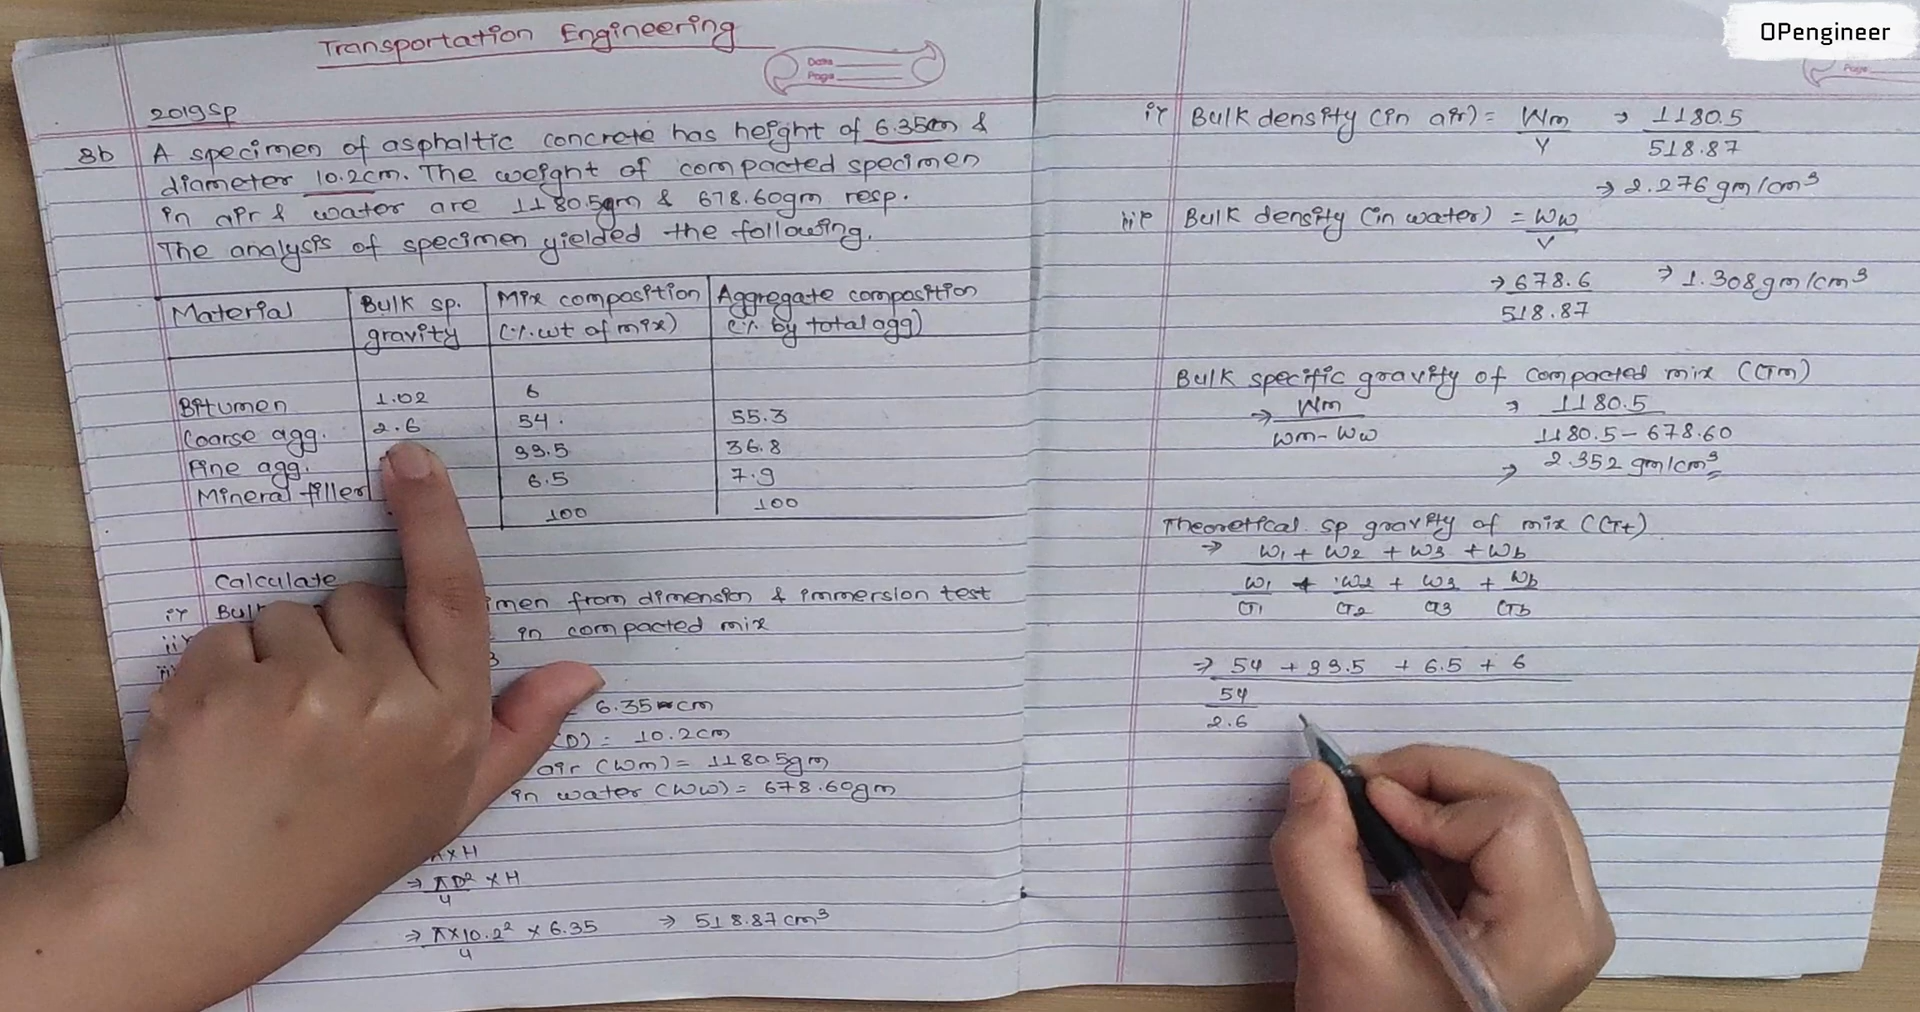 OPengineer
Transportation Engineering
Date
Page
2019 Sp
8b A specimen of asphaltic concrete has height of 6.35cm &
diameter 10.2cm. The weight of compacted specimen
in air & water are 1180.5gm & 678.60gm resp.
The analysis of specimen yielded the following.
Material Bulk sp. gravity Mix composition (%.wt of mix) Aggregate composition (% by total agg)
Bitumen 1.02 6
Coarse agg. 2.6 54. 55.3
Fine agg. 33.5 36.8
Mineral filler 6.5 7.9
100 100
Calculate
i) Bulk imen from dimension & immersion test
ii) in compacted mix
= 6.35 cm
(D) = 10.2cm
air (Wm) = 1180.5gm
in water (Ww) = 678.60gm
π×H
→ πD² × H
4
→ π×10.2² × 6.35 → 518.87cm³
4
Page
i) Bulk density (in air) = Wm → 1180.5
V 518.87
→ 2.276 gm/cm³
ii) Bulk density (in water) = Ww
V
→ 678.6 → 1.308gm/cm³
518.87
Bulk specific gravity of compacted mix (Gm)
→ Wm → 1180.5
Wm-Ww 1180.5-678.60
→ 2.352 gm/cm³
Theoretical sp gravity of mix (Gt)
→ W1 + W2 + W3 + Wb
W1 + W2 + W3 + Wb
G1 G2 G3 Gb
→ 54 + 33.5 + 6.5 + 6
54
2.6